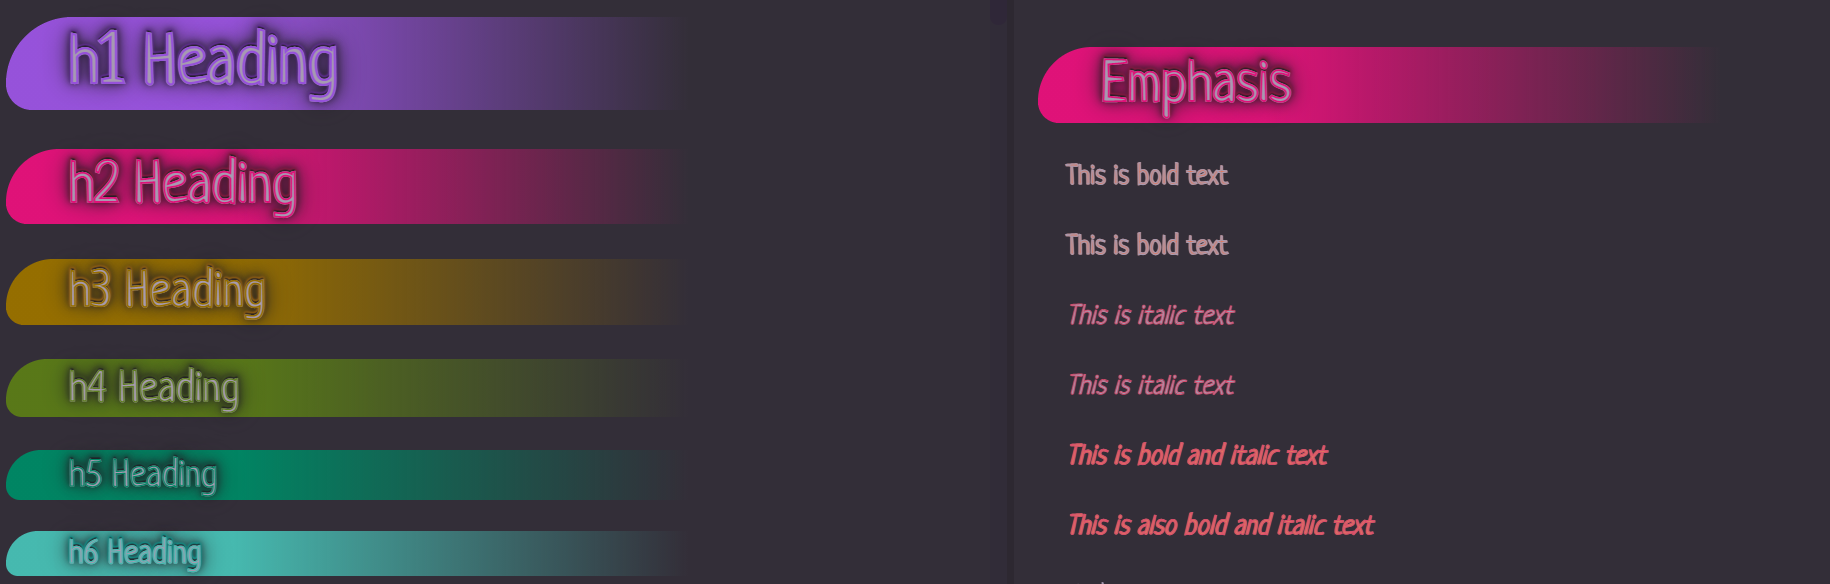 h1 Heading
h2 Heading
h3 Heading
h4 Heading
h5 Heading
h6 Heading
Emphasis
This is bold text
This is bold text
This is italic text
This is italic text
This is bold and italic text
This is also bold and italic text